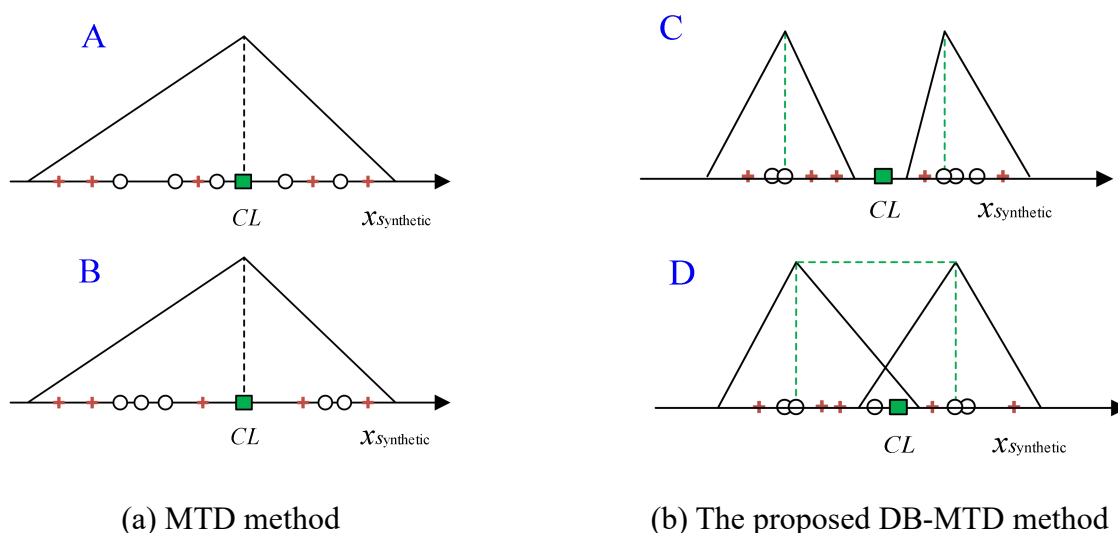 A
CL
xSynthetic
B
CL
xSynthetic
(a) MTD method
C
CL
xSynthetic
D
CL
xSynthetic
(b) The proposed DB-MTD method